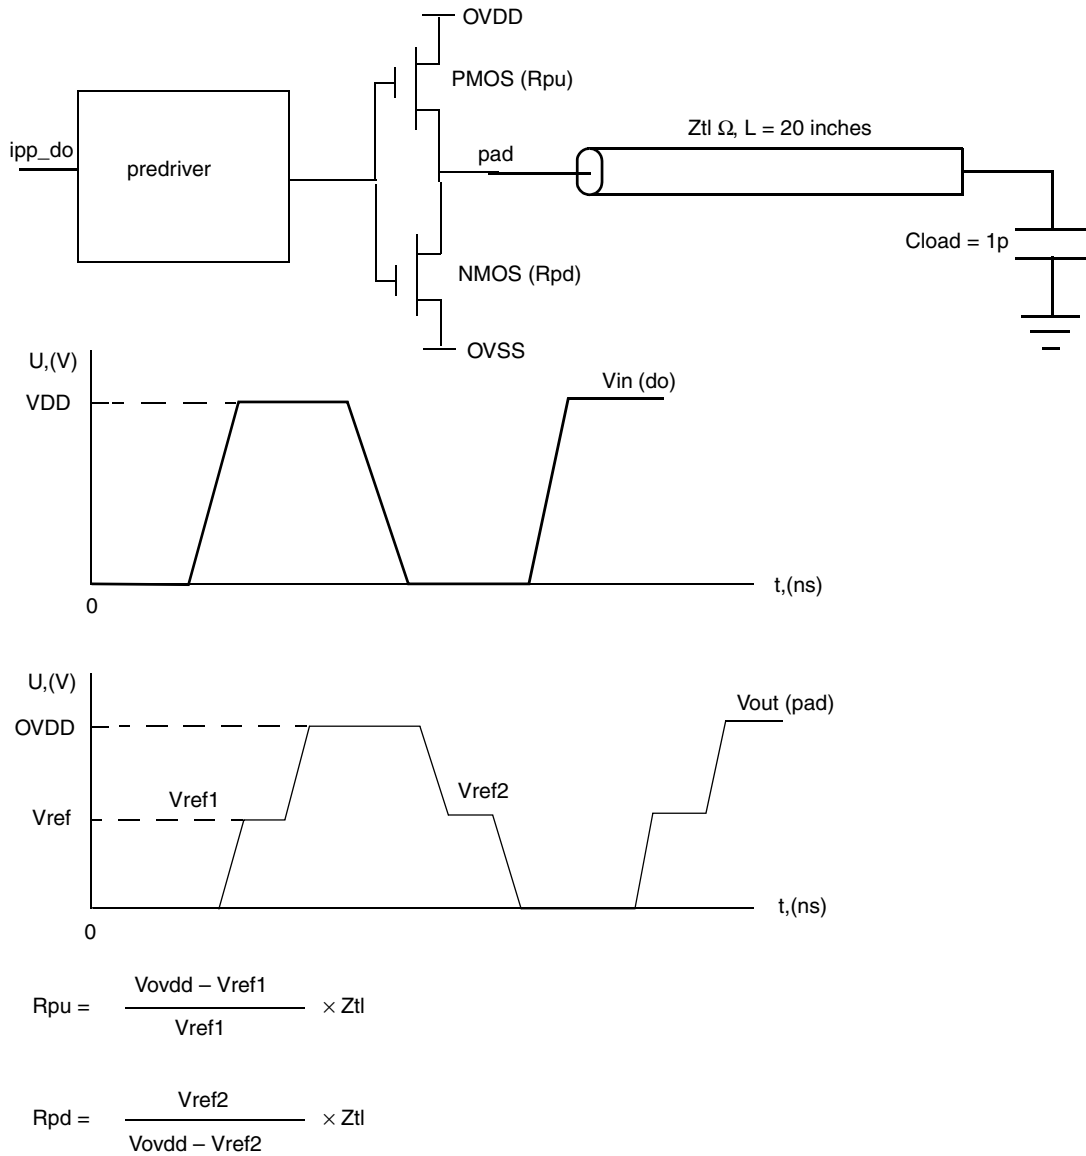 OVDD
PMOS (Rpu)
Ztl Ω, L = 20 inches
ipp_do
predriver
pad
Cload = 1p
NMOS (Rpd)
OVSS
U,(V)
VDD
Vin (do)
t,(ns)
0
U,(V)
OVDD
Vout (pad)
Vref1
Vref2
Vref
t,(ns)
0
Vovdd – Vref1
Rpu = × Ztl
Vref1
Vref2
Rpd = × Ztl
Vovdd – Vref2